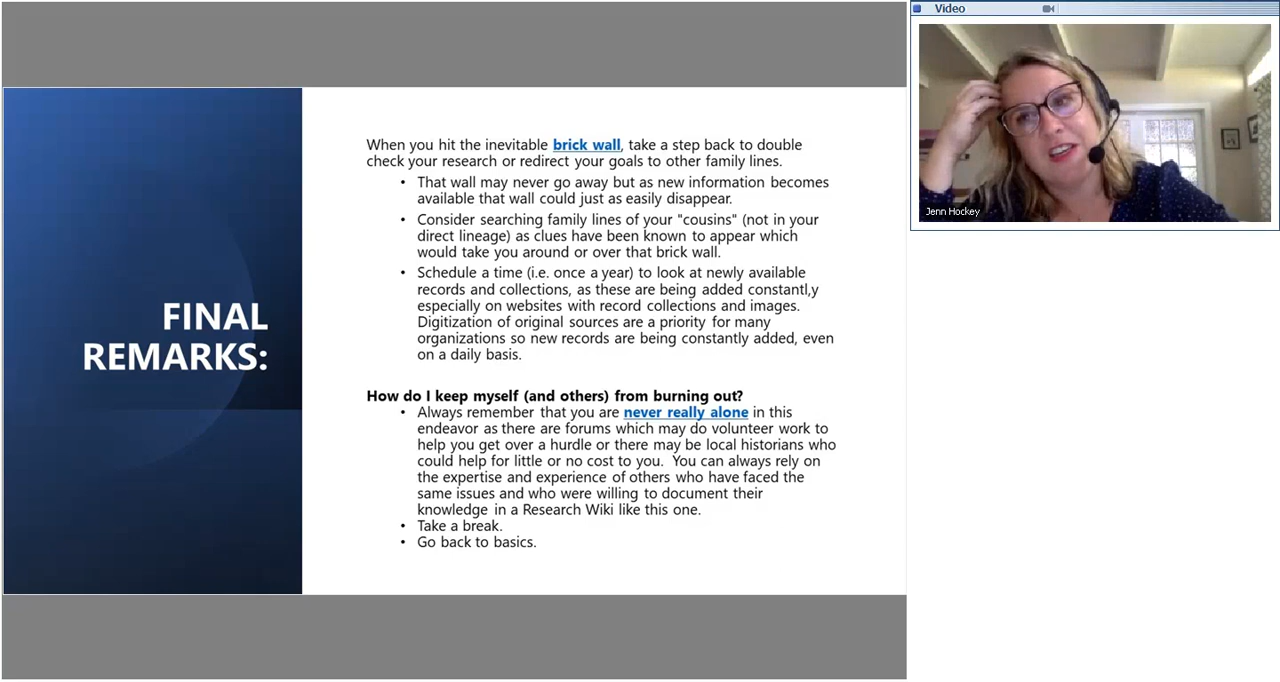 Video
Jenn Hockey
FINAL
REMARKS:
When you hit the inevitable brick wall, take a step back to double
check your research or redirect your goals to other family lines.
• That wall may never go away but as new information becomes
available that wall could just as easily disappear.
• Consider searching family lines of your "cousins" (not in your
direct lineage) as clues have been known to appear which
would take you around or over that brick wall.
• Schedule a time (i.e. once a year) to look at newly available
records and collections, as these are being added constant,y
especially on websites with record collections and images.
Digitization of original sources are a priority for many
organizations so new records are being constantly added, even
on a daily basis.
How do I keep myself (and others) from burning out?
• Always remember that you are never really alone in this
endeavor as there are forums which may do volunteer work to
help you get over a hurdle or there may be local historians who
could help for little or no cost to you. You can always rely on
the expertise and experience of others who have faced the
same issues and who were willing to document their
knowledge in a Research Wiki like this one.
• Take a break.
• Go back to basics.